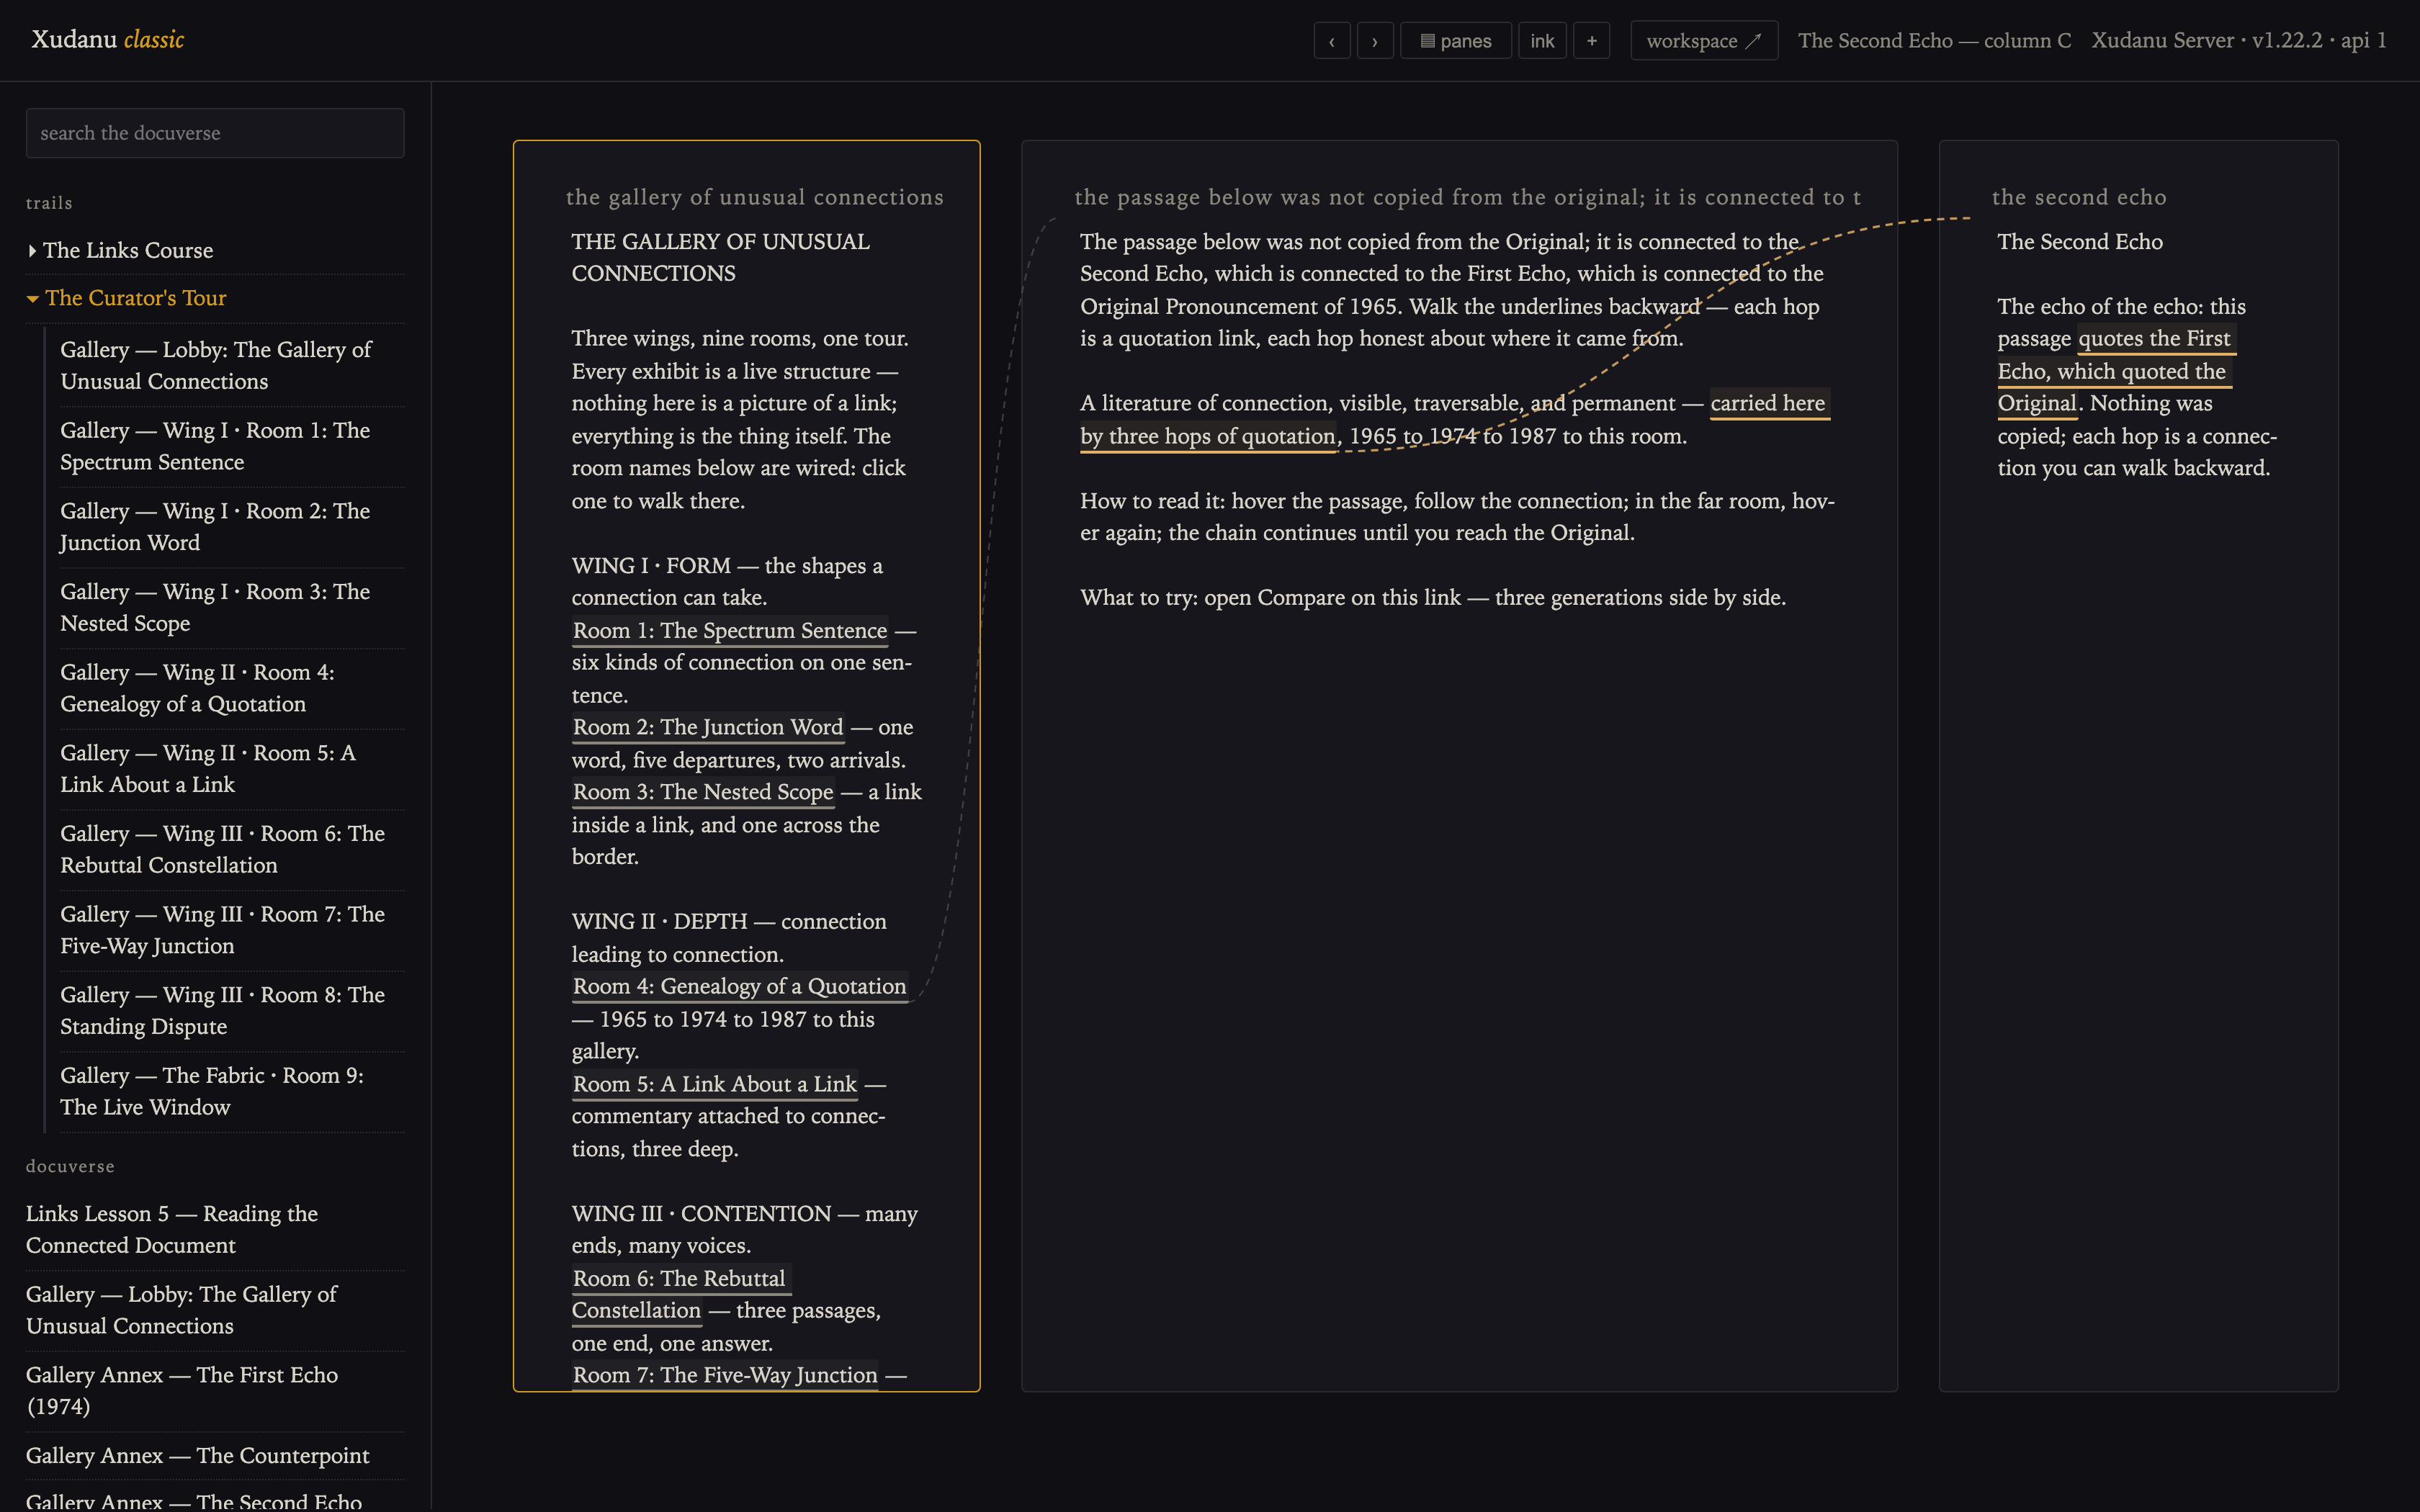 Xudanu classic
‹
›
panes
ink
+
workspace ↗
The Second Echo — column C
Xudanu Server · v1.22.2 · api 1
search the docuverse
trails
The Links Course
The Curator's Tour
Gallery — Lobby: The Gallery of
Unusual Connections
Gallery — Wing I · Room 1: The
Spectrum Sentence
Gallery — Wing I · Room 2: The
Junction Word
Gallery — Wing I · Room 3: The
Nested Scope
Gallery — Wing II · Room 4:
Genealogy of a Quotation
Gallery — Wing II · Room 5: A
Link About a Link
Gallery — Wing III · Room 6: The
Rebuttal Constellation
Gallery — Wing III · Room 7: The
Five-Way Junction
Gallery — Wing III · Room 8: The
Standing Dispute
Gallery — The Fabric · Room 9:
The Live Window
docuverse
Links Lesson 5 — Reading the
Connected Document
Gallery — Lobby: The Gallery of
Unusual Connections
Gallery Annex — The First Echo
(1974)
Gallery Annex — The Counterpoint
Gallery Annex — The Second Echo
the gallery of unusual connections
THE GALLERY OF UNUSUAL
CONNECTIONS
Three wings, nine rooms, one tour.
Every exhibit is a live structure —
nothing here is a picture of a link;
everything is the thing itself. The
room names below are wired: click
one to walk there.
WING I · FORM — the shapes a
connection can take.
Room 1: The Spectrum Sentence —
six kinds of connection on one sen-
tence.
Room 2: The Junction Word — one
word, five departures, two arrivals.
Room 3: The Nested Scope — a link
inside a link, and one across the
border.
WING II · DEPTH — connection
leading to connection.
Room 4: Genealogy of a Quotation
— 1965 to 1974 to 1987 to this
gallery.
Room 5: A Link About a Link —
commentary attached to connec-
tions, three deep.
WING III · CONTENTION — many
ends, many voices.
Room 6: The Rebuttal
Constellation — three passages,
one end, one answer.
Room 7: The Five-Way Junction —
the passage below was not copied from the original; it is connected to t
The passage below was not copied from the Original; it is connected to the
Second Echo, which is connected to the First Echo, which is connected to the
Original Pronouncement of 1965. Walk the underlines backward — each hop
is a quotation link, each hop honest about where it came from.
A literature of connection, visible, traversable, and permanent — carried here
by three hops of quotation, 1965 to 1974 to 1987 to this room.
How to read it: hover the passage, follow the connection; in the far room, hov-
er again; the chain continues until you reach the Original.
What to try: open Compare on this link — three generations side by side.
the second echo
The Second Echo
The echo of the echo: this
passage quotes the First
Echo, which quoted the
Original. Nothing was
copied; each hop is a connec-
tion you can walk backward.